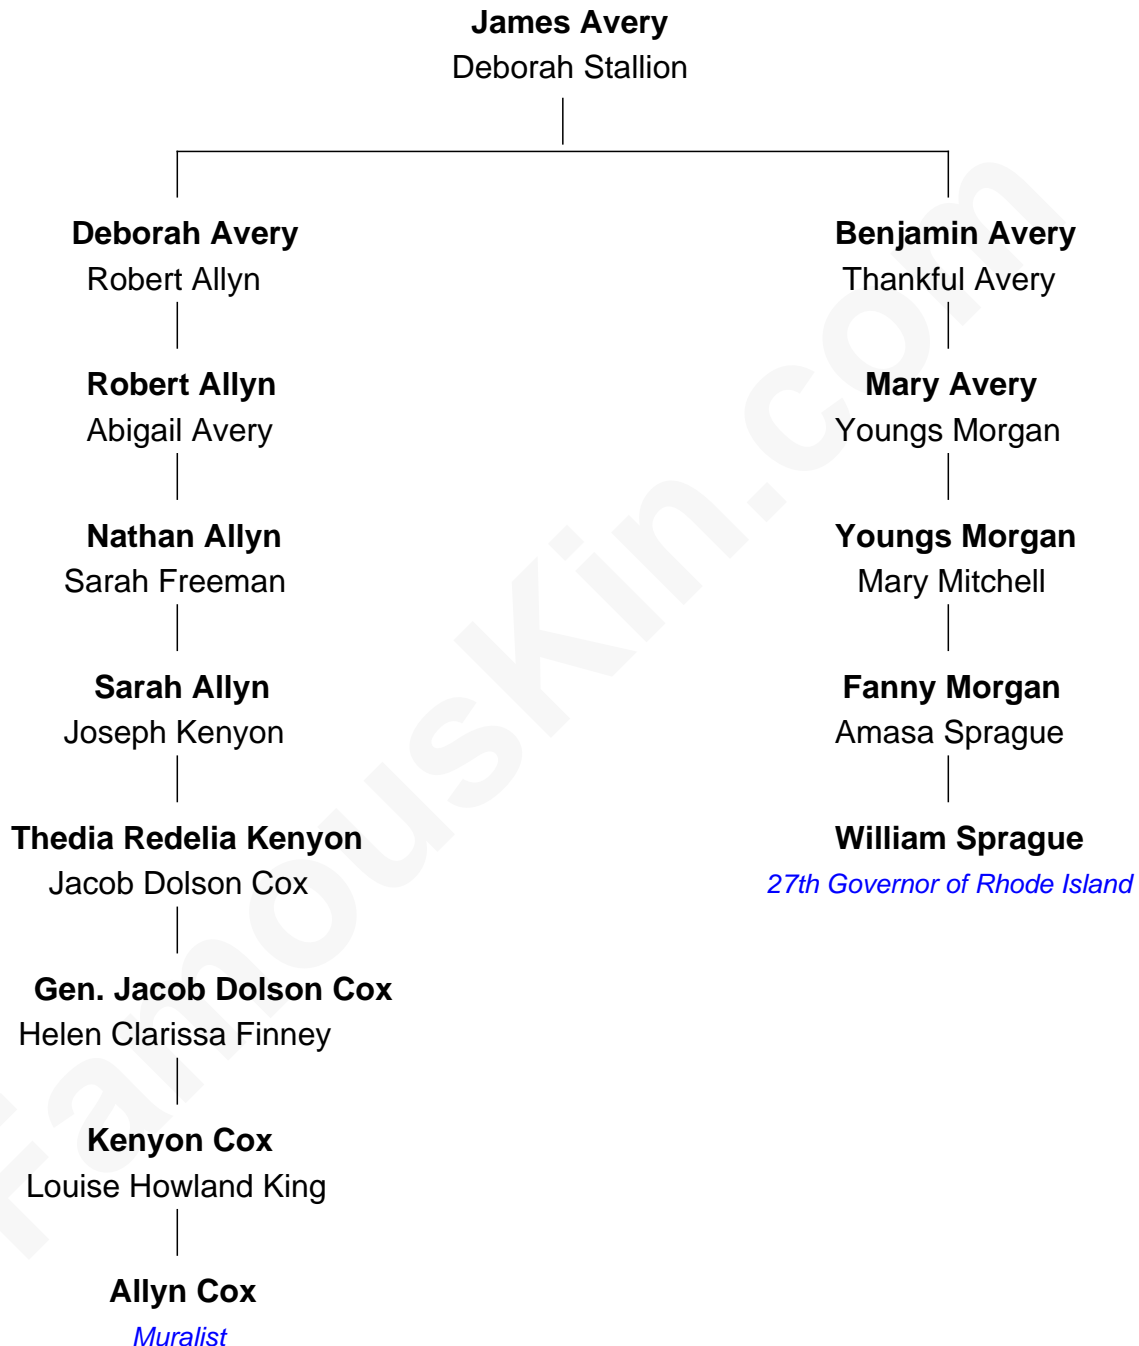 James Avery
Deborah Stallion
Deborah Avery
Robert Allyn
Robert Allyn
Abigail Avery
Nathan Allyn
Sarah Freeman
Sarah Allyn
Joseph Kenyon
Thedia Redelia Kenyon
Jacob Dolson Cox
Gen. Jacob Dolson Cox
Helen Clarissa Finney
Kenyon Cox
Louise Howland King
Allyn Cox
Muralist
Benjamin Avery
Thankful Avery
Mary Avery
Youngs Morgan
Youngs Morgan
Mary Mitchell
Fanny Morgan
Amasa Sprague
William Sprague
27th Governor of Rhode Island
FamousKin.com